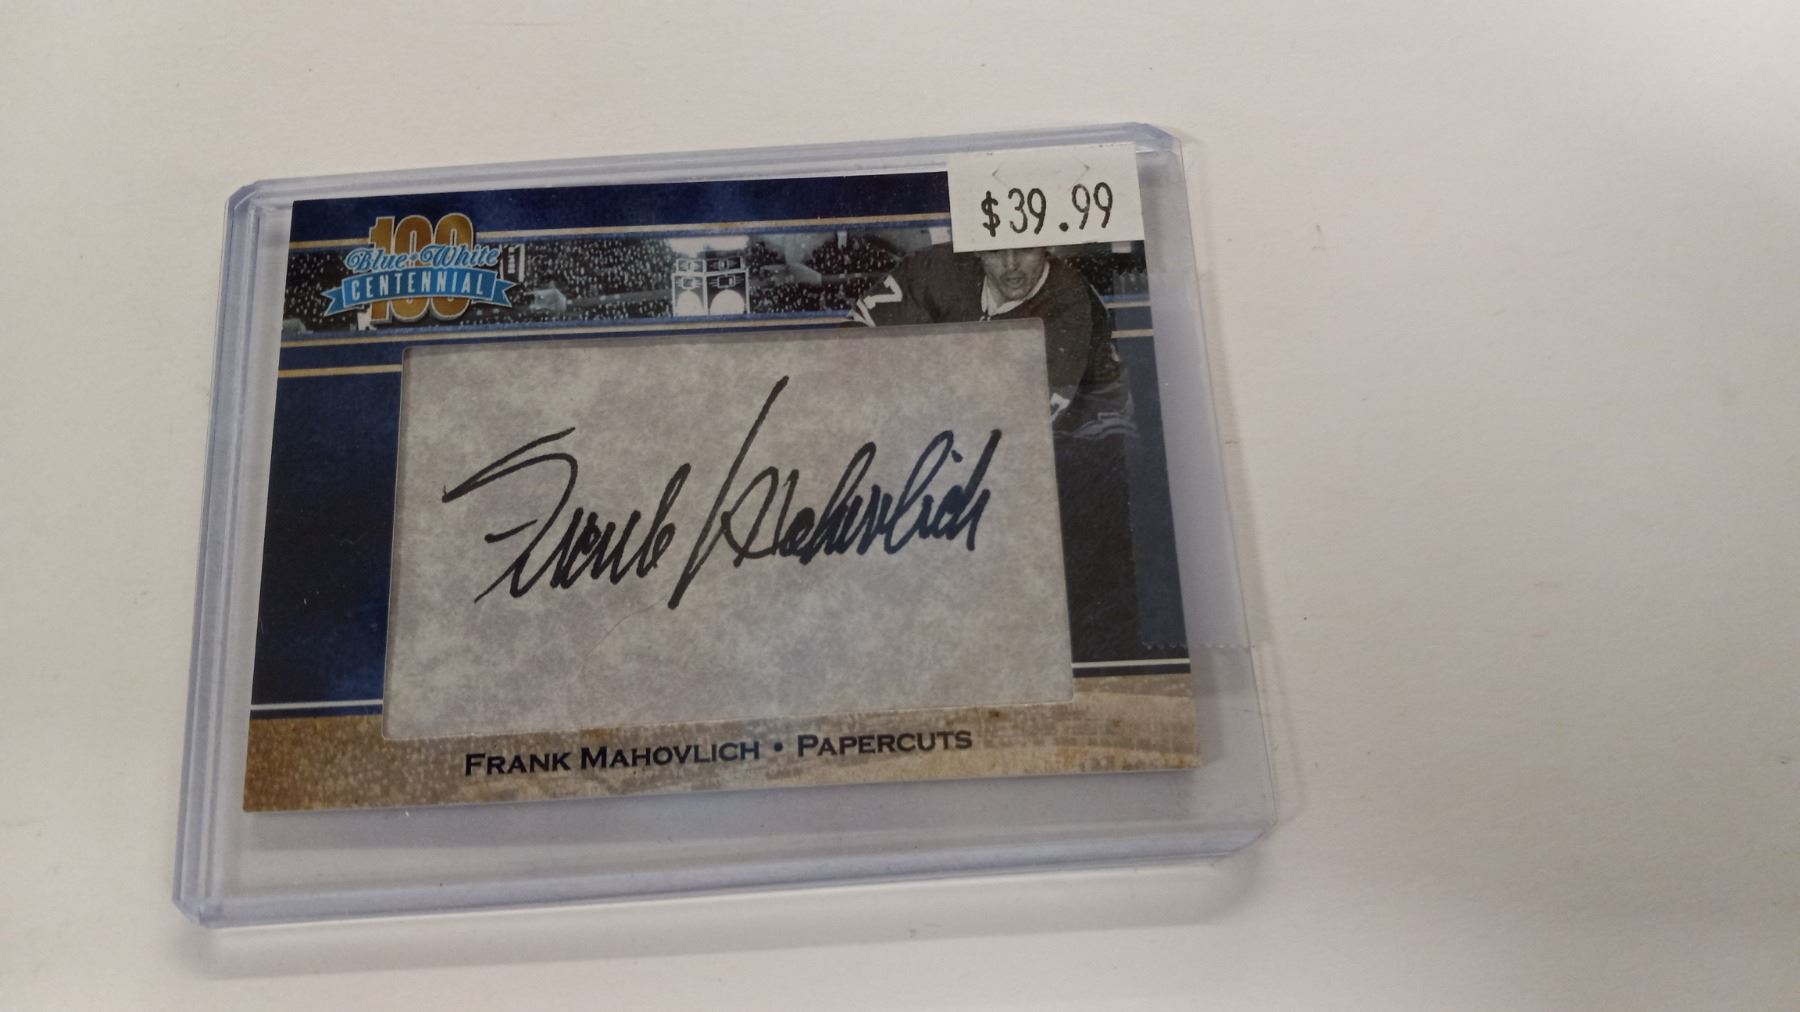 $39.99
100
Blue & White
CENTENNIAL
Frank Mahovlich
FRANK MAHOVLICH • PAPERCUTS